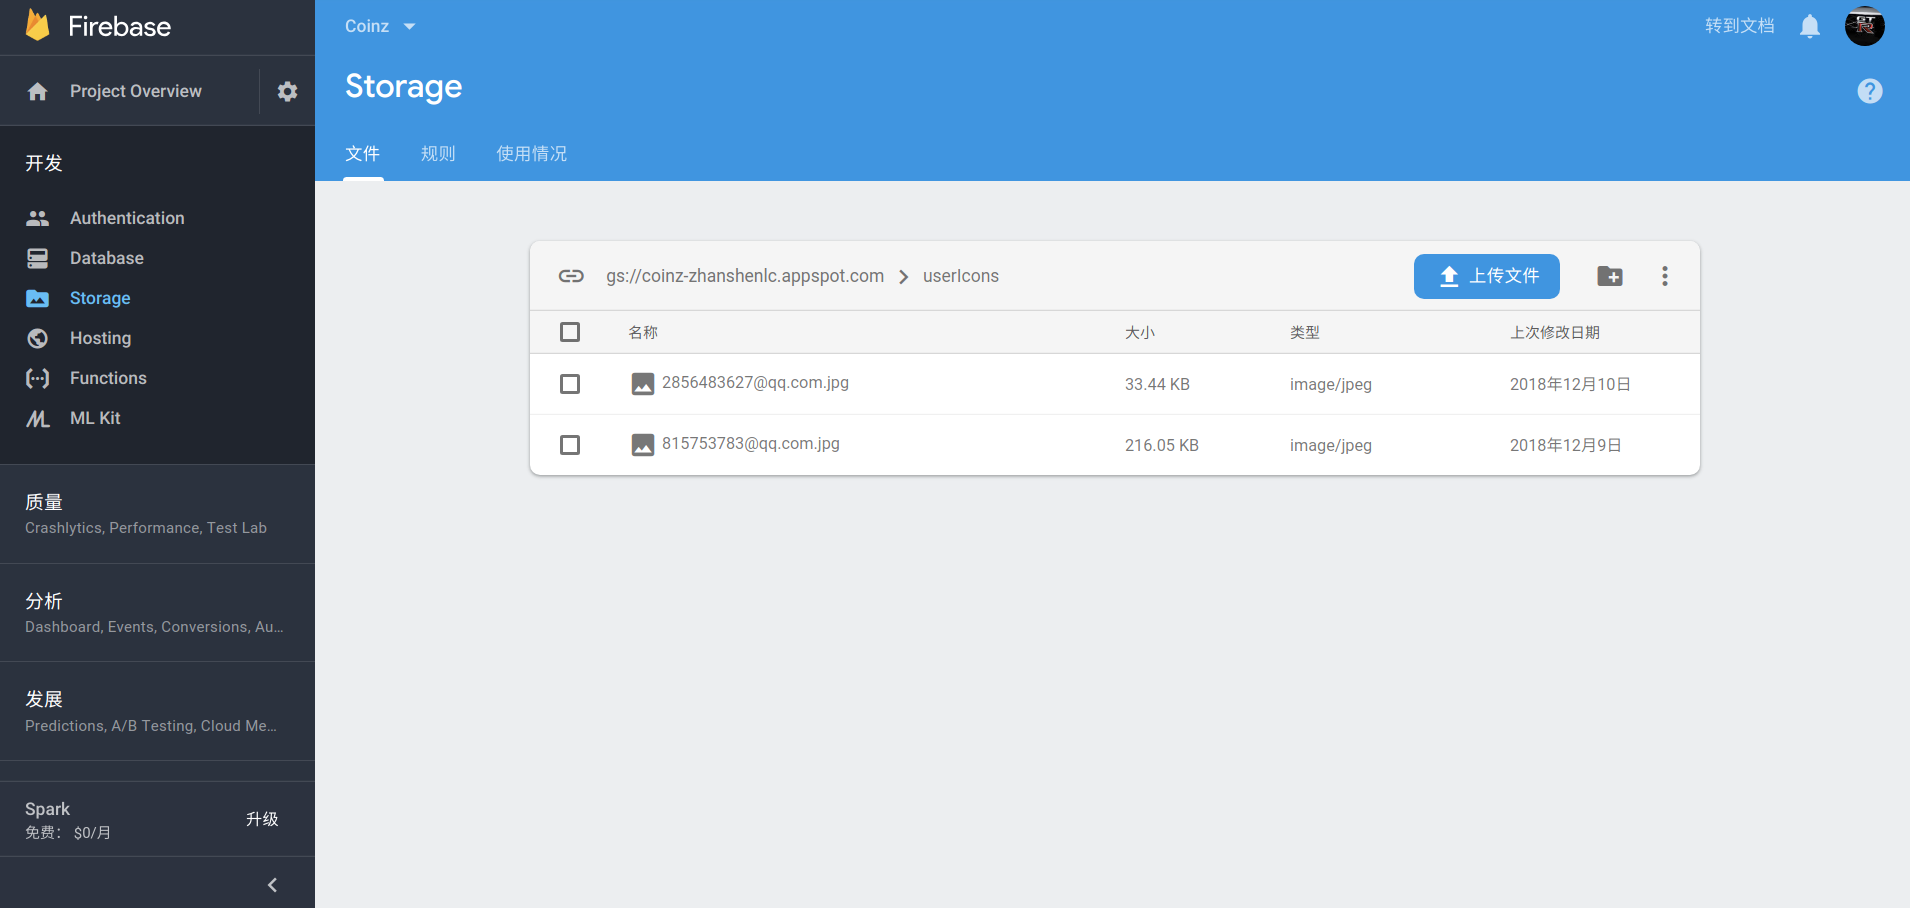 Firebase
Project Overview
开发
Authentication
Database
Storage
Hosting
Functions
ML Kit
质量
Crashlytics, Performance, Test Lab
分析
Dashboard, Events, Conversions, Au...
发展
Predictions, A/B Testing, Cloud Me...
Spark
免费： $0/月
升级
Coinz
转到文档
GT R
Storage
文件 规则 使用情况
gs://coinz-zhanshenlc.appspot.com > userIcons
上传文件
名称 大小 类型 上次修改日期
2856483627@qq.com.jpg 33.44 KB image/jpeg 2018年12月10日
815753783@qq.com.jpg 216.05 KB image/jpeg 2018年12月9日